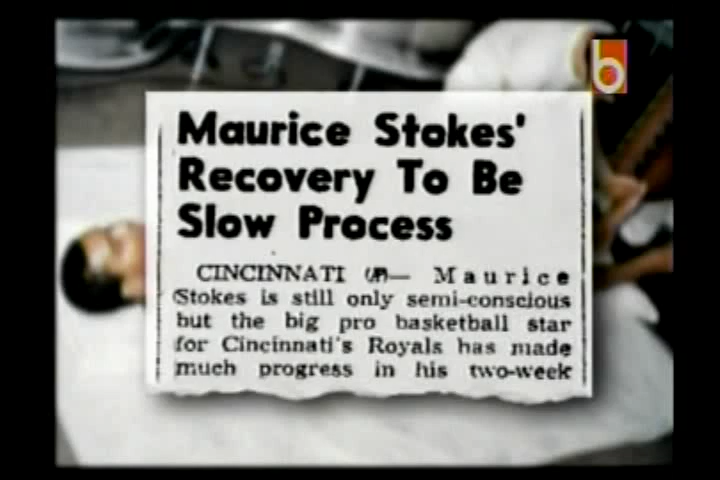 b
Maurice Stokes'
Recovery To Be
Slow Process
CINCINNATI (AP)— Maurice
Stokes is still only semi-conscious
but the big pro basketball star
for Cincinnati's Royals has made
much progress in his two-week